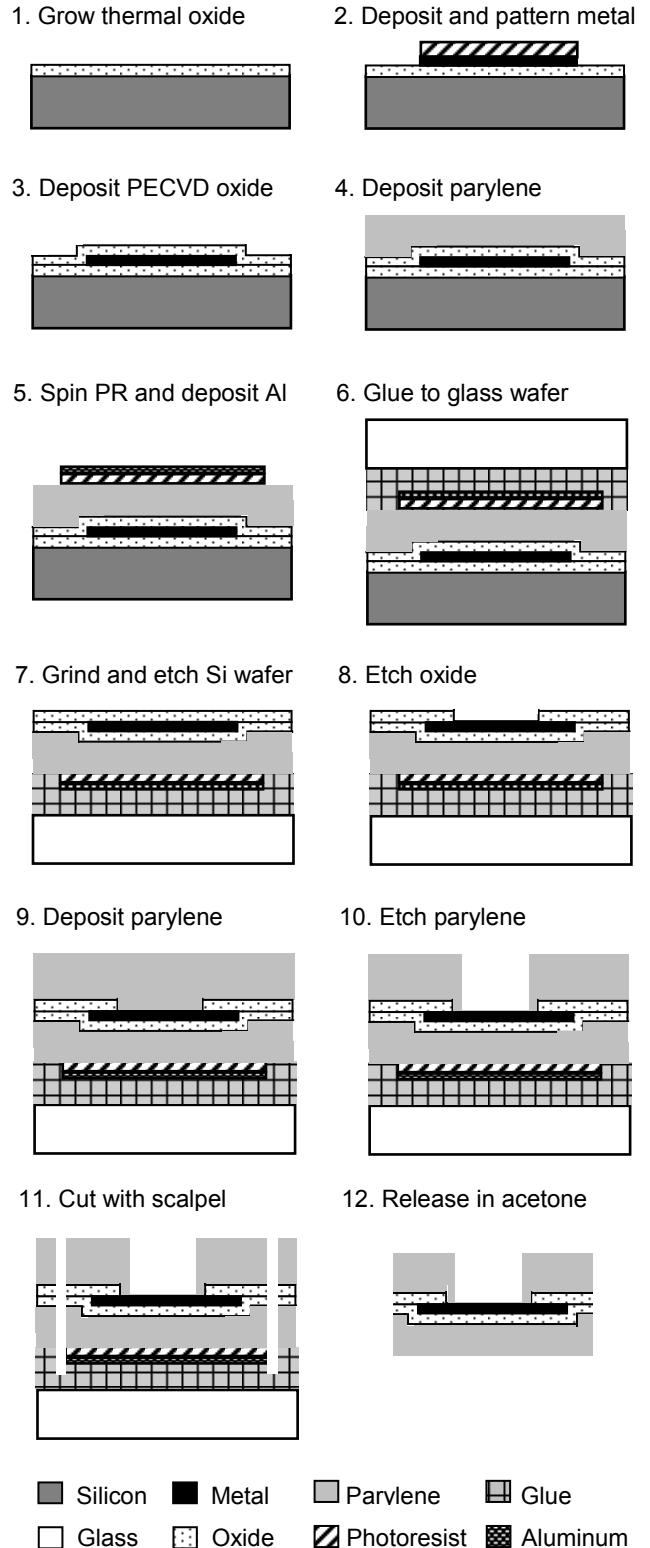 1. Grow thermal oxide
2. Deposit and pattern metal
3. Deposit PECVD oxide
4. Deposit parylene
5. Spin PR and deposit Al
6. Glue to glass wafer
7. Grind and etch Si wafer
8. Etch oxide
9. Deposit parylene
10. Etch parylene
11. Cut with scalpel
12. Release in acetone
Silicon
Metal
Parylene
Glue
Glass
Oxide
Photoresist
Aluminum